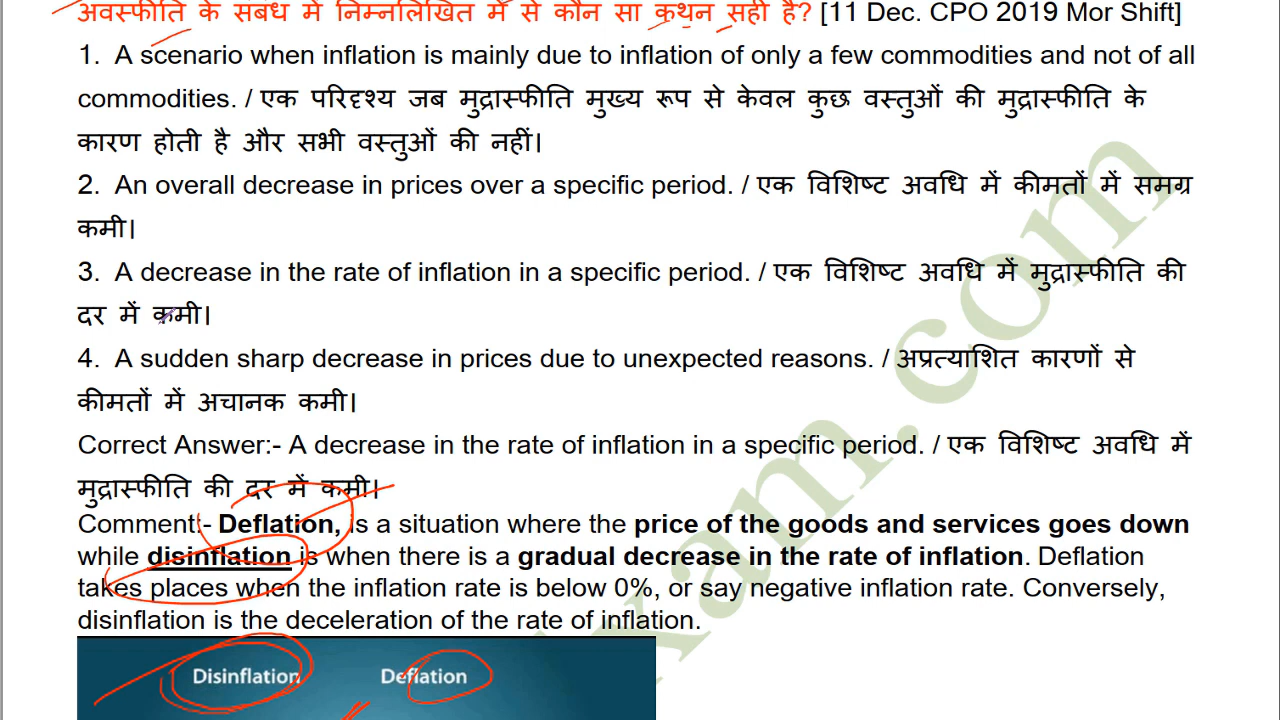 अवस्फीति के संबंध में निम्नलिखित में से कौन सा कथन सही है? [11 Dec. CPO 2019 Mor Shift]
1. A scenario when inflation is mainly due to inflation of only a few commodities and not of all
commodities. / एक परिदृश्य जब मुद्रास्फीति मुख्य रूप से केवल कुछ वस्तुओं की मुद्रास्फीति के
कारण होती है और सभी वस्तुओं की नहीं।
2. An overall decrease in prices over a specific period. / एक विशिष्ट अवधि में कीमतों में समग्र
कमी।
3. A decrease in the rate of inflation in a specific period. / एक विशिष्ट अवधि में मुद्रास्फीति की
दर में कमी।
4. A sudden sharp decrease in prices due to unexpected reasons. / अप्रत्याशित कारणों से
कीमतों में अचानक कमी।
Correct Answer:- A decrease in the rate of inflation in a specific period. / एक विशिष्ट अवधि में
मुद्रास्फीति की दर में कमी।
Comment:- Deflation, is a situation where the price of the goods and services goes down
while disinflation is when there is a gradual decrease in the rate of inflation. Deflation
takes places when the inflation rate is below 0%, or say negative inflation rate. Conversely,
disinflation is the deceleration of the rate of inflation.
Disinflation Deflation